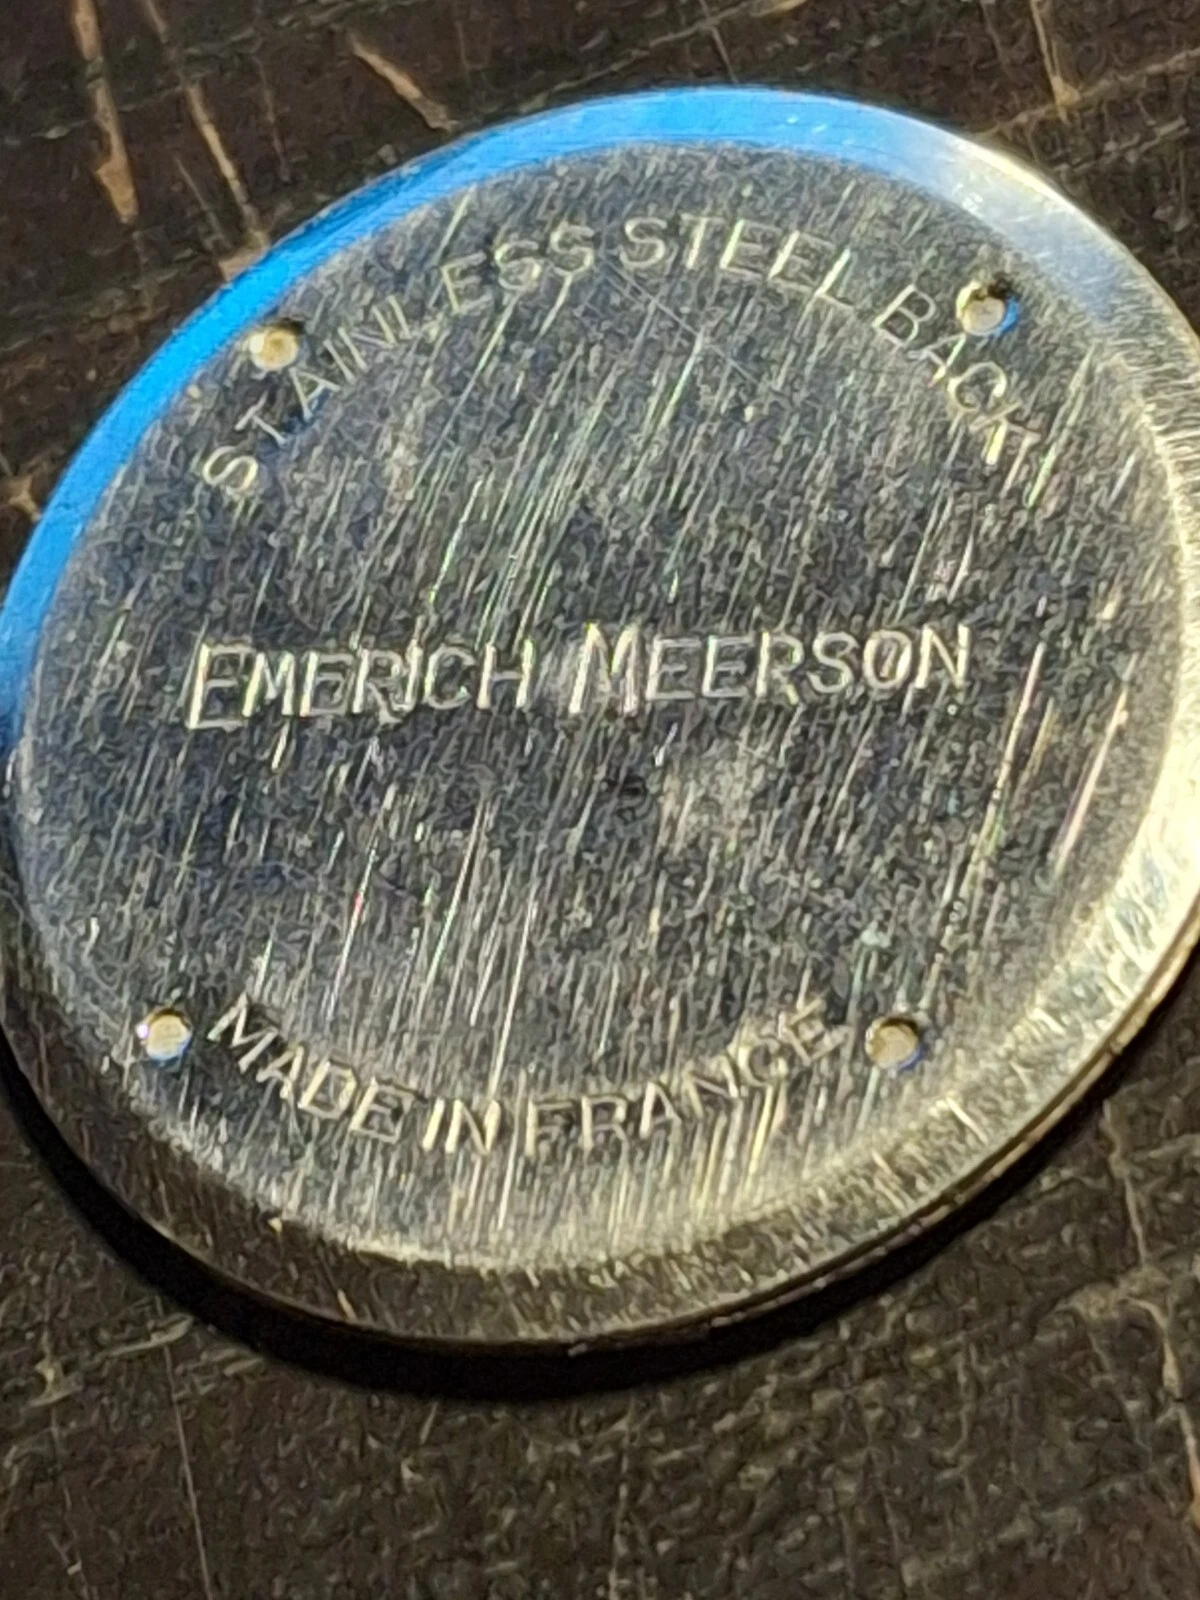 STAINLESS STEEL BACK
EMERICH MEERSON
MADE IN FRANCE